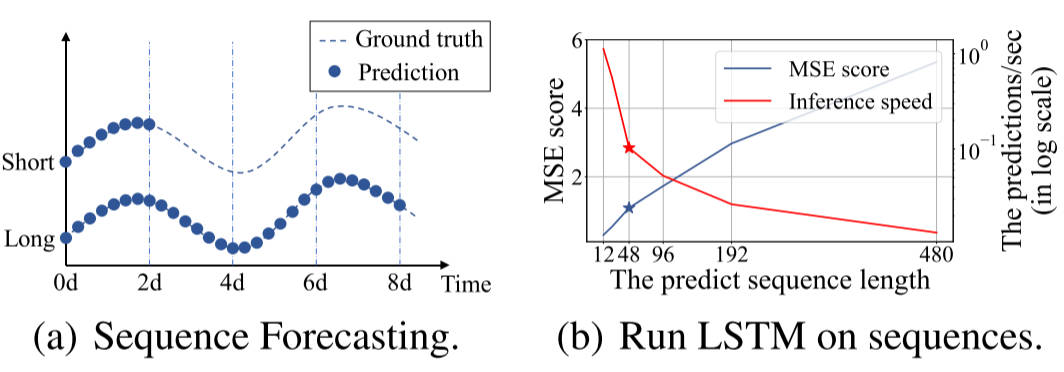 Ground truth
Prediction
Short
Long
0d 2d 4d 6d 8d Time
(a) Sequence Forecasting.
MSE score
6
4
2
MSE score
Inference speed
10^0
10^-1
The predictions/sec
(in log scale)
12 48 96 192 480
The predict sequence length
(b) Run LSTM on sequences.